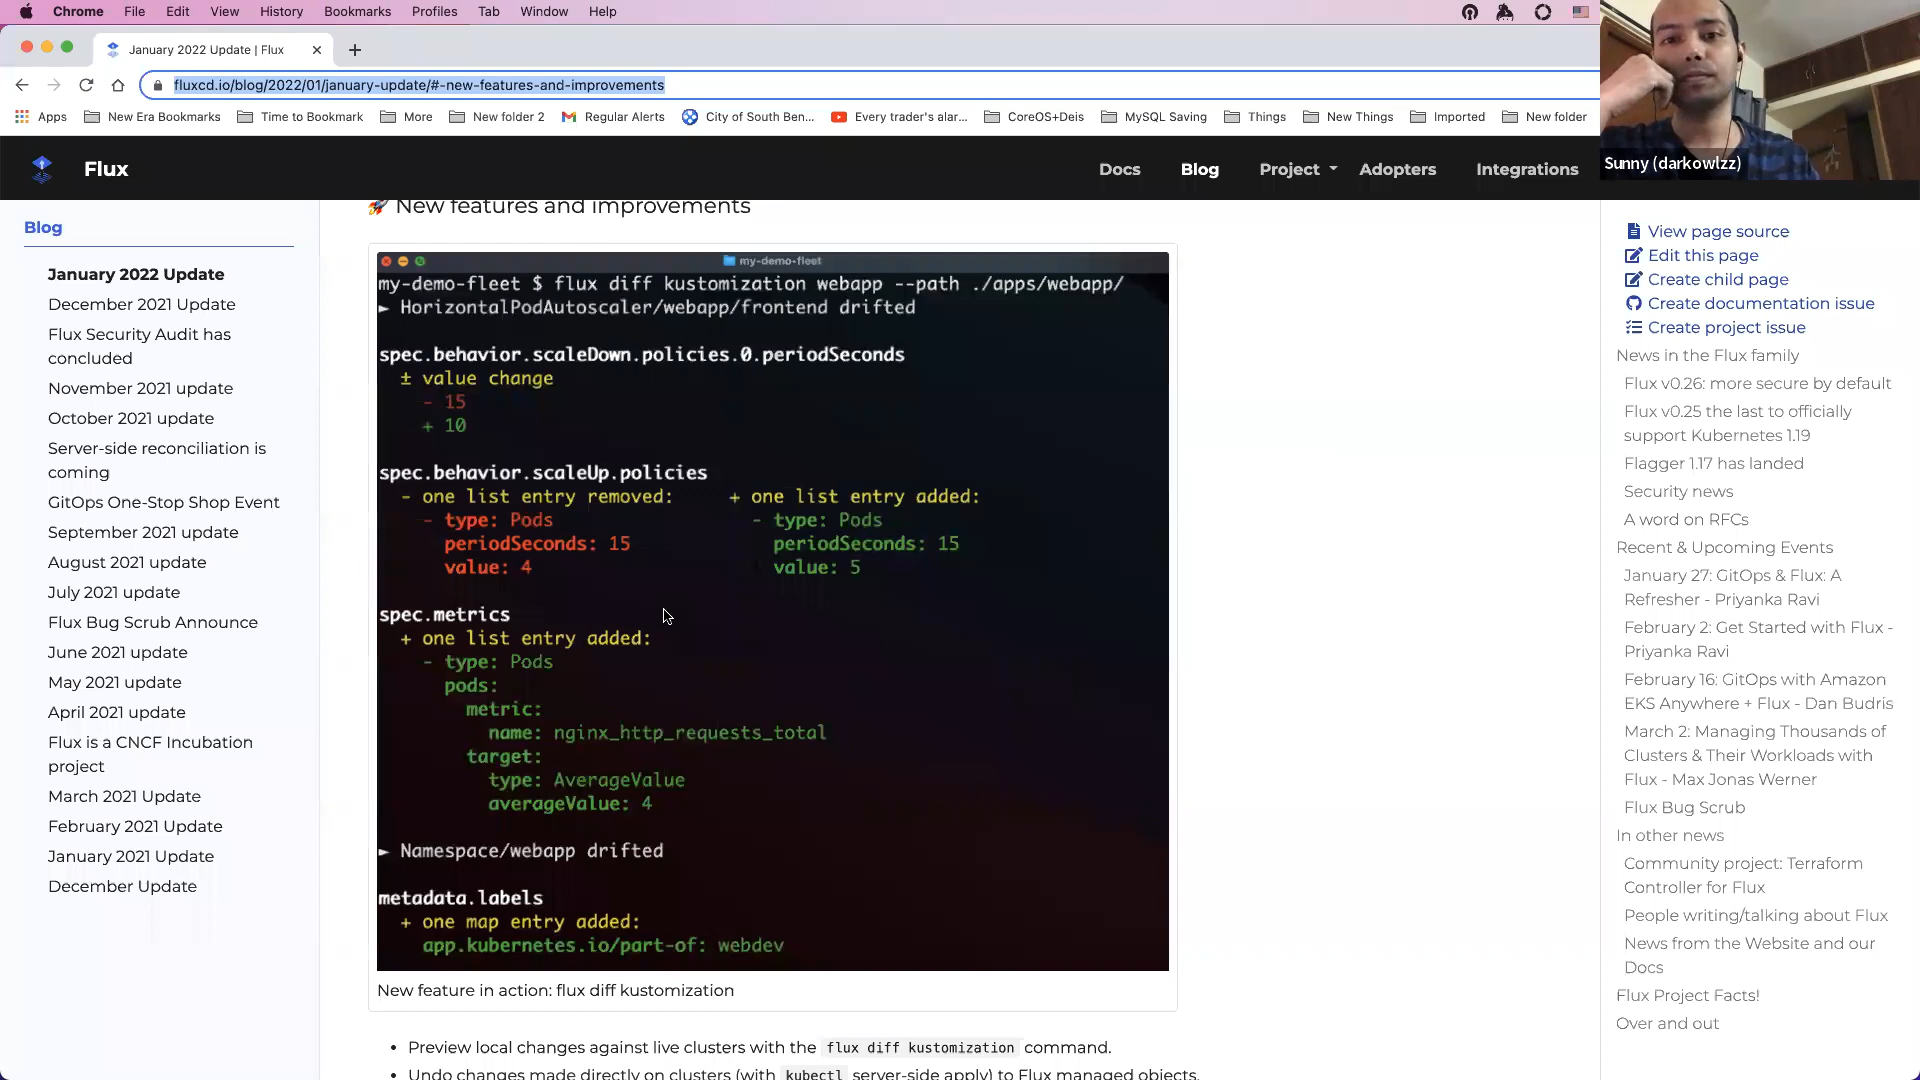 Chrome File Edit View History Bookmarks Profiles Tab Window Help
January 2022 Update | Flux
fluxcd.io/blog/2022/01/january-update/#-new-features-and-improvements
Apps New Era Bookmarks Time to Bookmark More New folder 2 Regular Alerts City of South Ben... Every trader's alar... CoreOS+Deis MySQL Saving Things New Things Imported New folder
Sunny (darkowlzz)
Flux Docs Blog Project Adopters Integrations
Blog
January 2022 Update
December 2021 Update
Flux Security Audit has
concluded
November 2021 update
October 2021 update
Server-side reconciliation is
coming
GitOps One-Stop Shop Event
September 2021 update
August 2021 update
July 2021 update
Flux Bug Scrub Announce
June 2021 update
May 2021 update
April 2021 update
Flux is a CNCF Incubation
project
March 2021 Update
February 2021 Update
January 2021 Update
December Update
🚀 New features and improvements
my-demo-fleet
my-demo-fleet $ flux diff kustomization webapp --path ./apps/webapp/
► HorizontalPodAutoscaler/webapp/frontend drifted
spec.behavior.scaleDown.policies.0.periodSeconds
± value change
- 15
+ 10
spec.behavior.scaleUp.policies
- one list entry removed: + one list entry added:
- type: Pods - type: Pods
periodSeconds: 15 periodSeconds: 15
value: 4 value: 5
spec.metrics
+ one list entry added:
- type: Pods
pods:
metric:
name: nginx_http_requests_total
target:
type: AverageValue
averageValue: 4
► Namespace/webapp drifted
metadata.labels
+ one map entry added:
app.kubernetes.io/part-of: webdev
New feature in action: flux diff kustomization
• Preview local changes against live clusters with the flux diff kustomization command.
• Undo changes made directly on clusters (with kubectl server-side apply) to Flux managed objects.
View page source
Edit this page
Create child page
Create documentation issue
Create project issue
News in the Flux family
Flux v0.26: more secure by default
Flux v0.25 the last to officially
support Kubernetes 1.19
Flagger 1.17 has landed
Security news
A word on RFCs
Recent & Upcoming Events
January 27: GitOps & Flux: A
Refresher - Priyanka Ravi
February 2: Get Started with Flux -
Priyanka Ravi
February 16: GitOps with Amazon
EKS Anywhere + Flux - Dan Budris
March 2: Managing Thousands of
Clusters & Their Workloads with
Flux - Max Jonas Werner
Flux Bug Scrub
In other news
Community project: Terraform
Controller for Flux
People writing/talking about Flux
News from the Website and our
Docs
Flux Project Facts!
Over and out